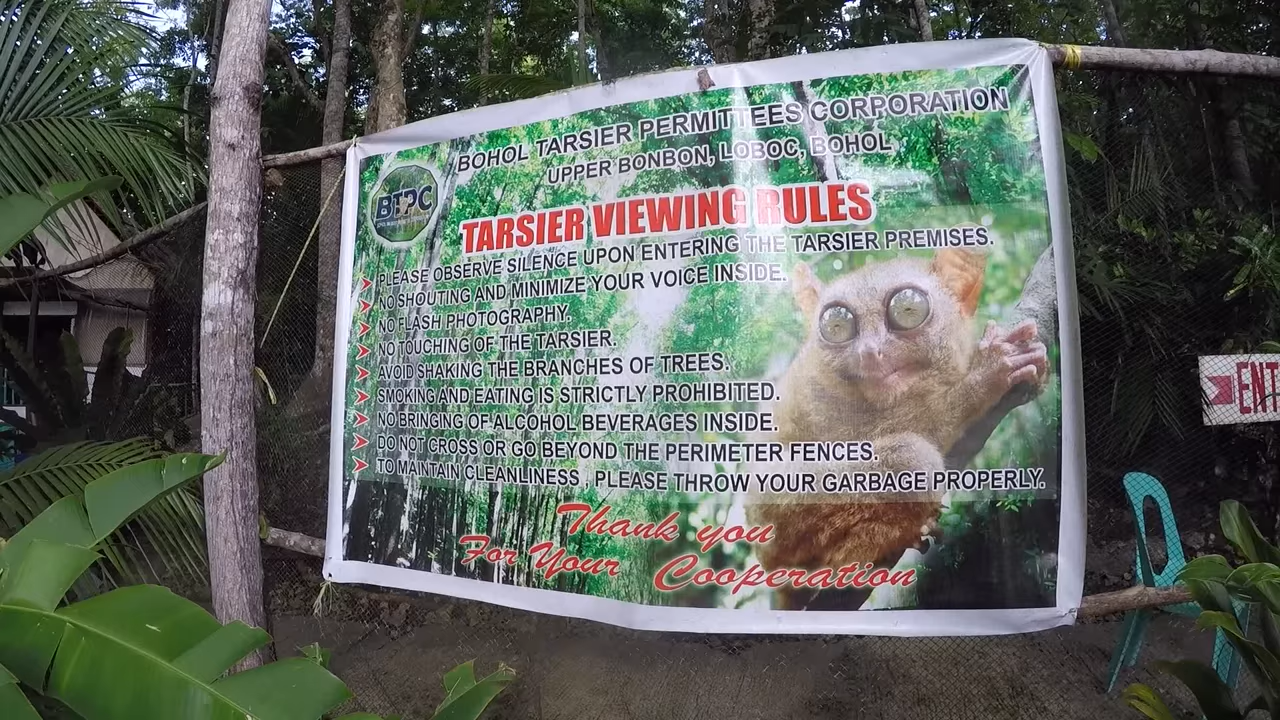 BOHOL TARSIER PERMITTEES CORPORATION
UPPER BONBON, LOBOC, BOHOL
BTPC
TARSIER VIEWING RULES
PLEASE OBSERVE SILENCE UPON ENTERING THE TARSIER PREMISES.
NO SHOUTING AND MINIMIZE YOUR VOICE INSIDE.
NO FLASH PHOTOGRAPHY.
NO TOUCHING OF THE TARSIER.
AVOID SHAKING THE BRANCHES OF TREES.
SMOKING AND EATING IS STRICTLY PROHIBITED.
NO BRINGING OF ALCOHOL BEVERAGES INSIDE.
DO NOT CROSS OR GO BEYOND THE PERIMETER FENCES.
TO MAINTAIN CLEANLINESS , PLEASE THROW YOUR GARBAGE PROPERLY.
Thank you
For Your Cooperation
ENT